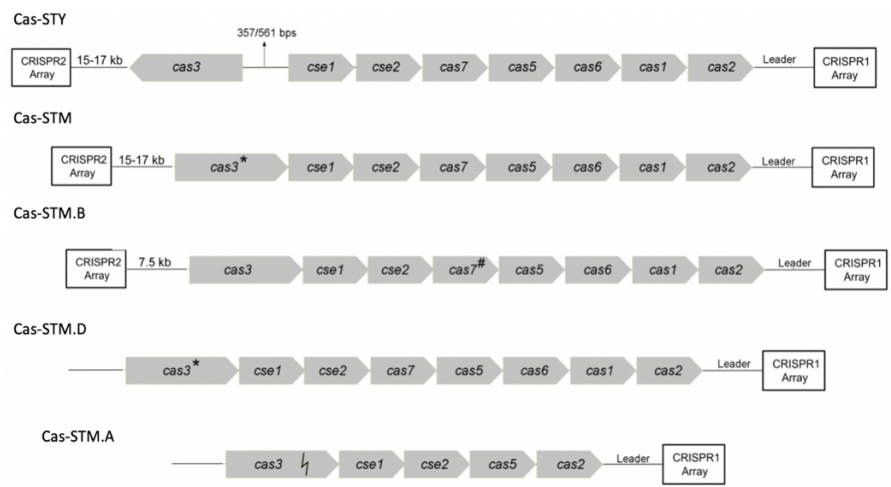 Cas-STY
357/561 bps
CRISPR2 Array 15-17 kb cas3 cse1 cse2 cas7 cas5 cas6 cas1 cas2 Leader CRISPR1 Array
Cas-STM
CRISPR2 Array 15-17 kb cas3* cse1 cse2 cas7 cas5 cas6 cas1 cas2 Leader CRISPR1 Array
Cas-STM.B
CRISPR2 Array 7.5 kb cas3 cse1 cse2 cas7# cas5 cas6 cas1 cas2 Leader CRISPR1 Array
Cas-STM.D
cas3* cse1 cse2 cas7 cas5 cas6 cas1 cas2 Leader CRISPR1 Array
Cas-STM.A
cas3 cse1 cse2 cas5 cas2 Leader CRISPR1 Array